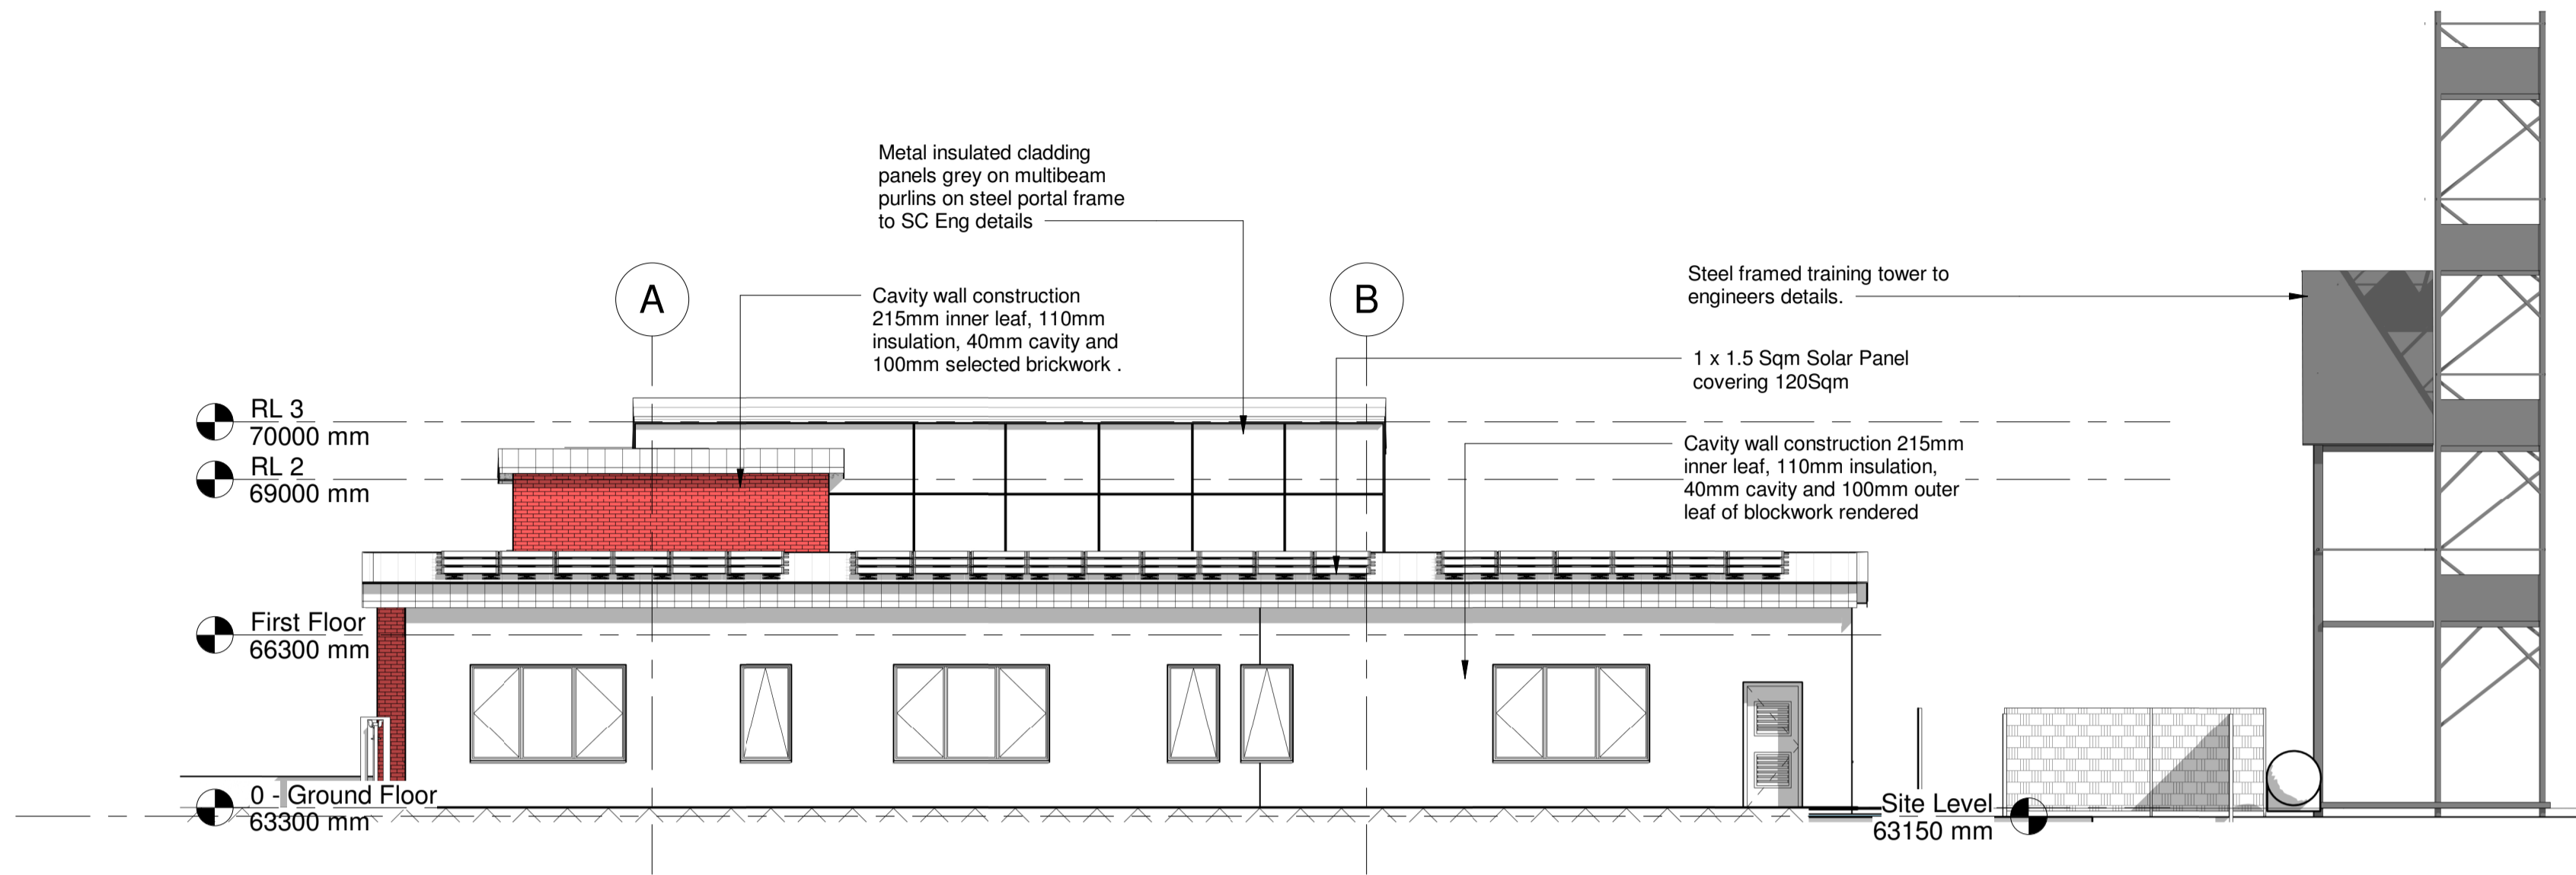 Metal insulated cladding
panels grey on multibeam
purlins on steel portal frame
to SC Eng details
A
Cavity wall construction
215mm inner leaf, 110mm
insulation, 40mm cavity and
100mm selected brickwork .
B
Steel framed training tower to
engineers details.
1 x 1.5 Sqm Solar Panel
covering 120Sqm
Cavity wall construction 215mm
inner leaf, 110mm insulation,
40mm cavity and 100mm outer
leaf of blockwork rendered
RL 3
70000 mm
RL 2
69000 mm
First Floor
66300 mm
0 - Ground Floor
63300 mm
Site Level
63150 mm